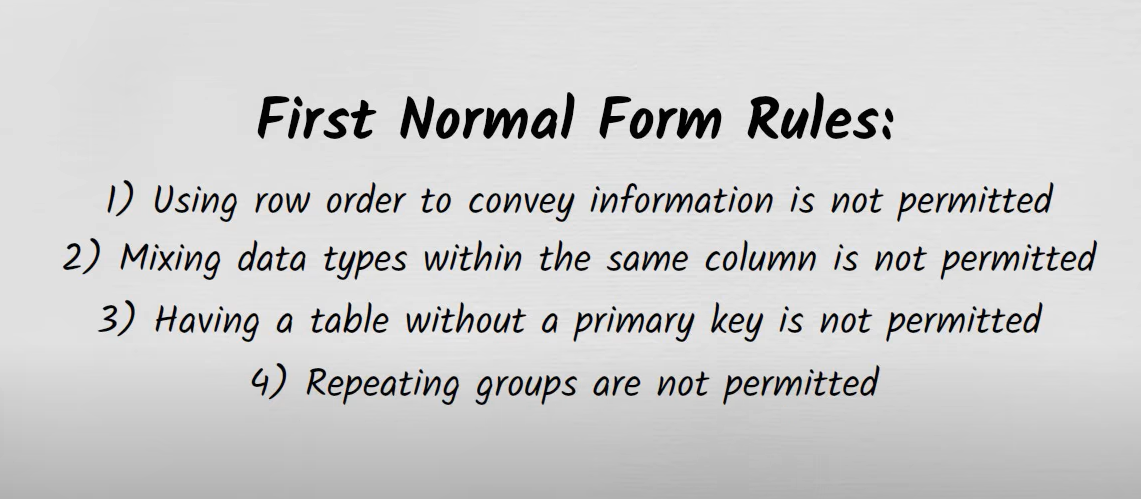 First Normal Form Rules:
1) Using row order to convey information is not permitted
2) Mixing data types within the same column is not permitted
3) Having a table without a primary key is not permitted
4) Repeating groups are not permitted